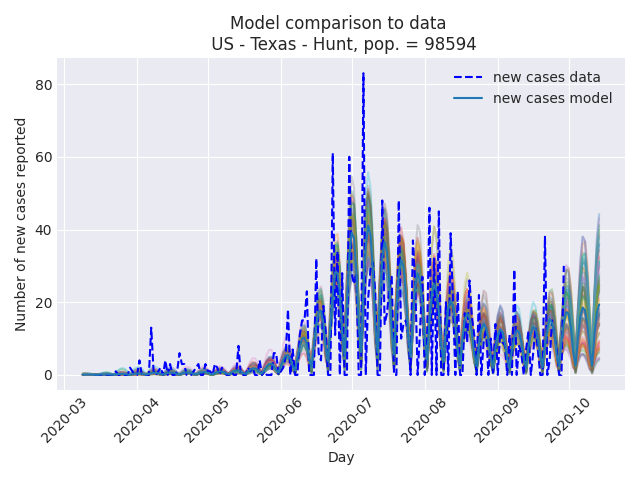 Model comparison to data
US - Texas - Hunt, pop. = 98594
new cases data
new cases model
Number of new cases reported
80
60
40
20
0
2020-03
2020-04
2020-05
2020-06
2020-07
2020-08
2020-09
2020-10
Day